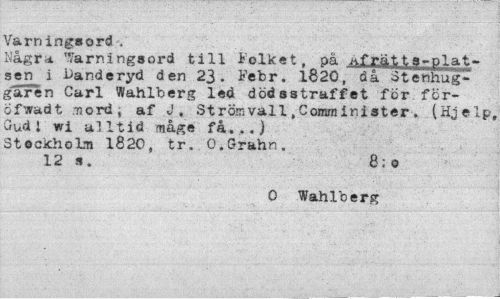 Varningsord.
Några Warningsord till Folket, på Afrätts-plat-
sen i Danderyd den 23. Febr. 1820, då Stenhug-
garen Carl Wahlberg led dödsstraffet för för-
öfwadt mord; af J. Strömvall,Comminister. (Hjelp,
Gud! wi alltid måge få...)
Stockholm 1820, tr. O.Grahn.
12 s. 8:o
O Wahlberg